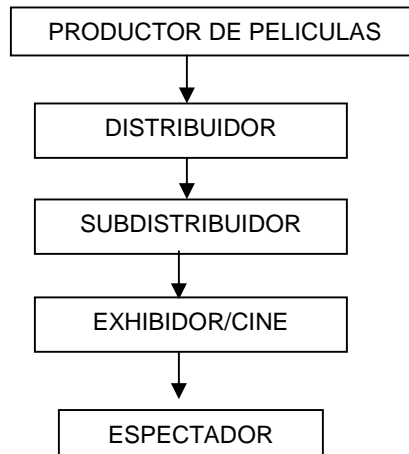 PRODUCTOR DE PELICULAS
DISTRIBUIDOR
SUBDISTRIBUIDOR
EXHIBIDOR/CINE
ESPECTADOR